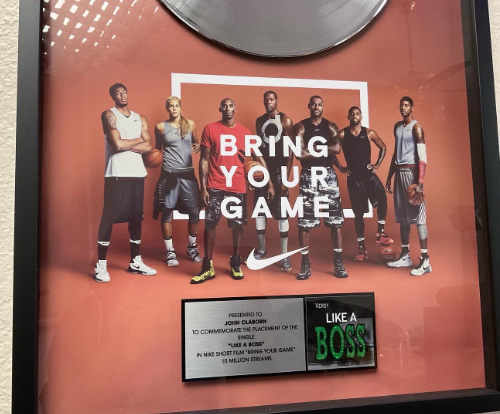 BRING
YOUR
GAME
PRESENTED TO
JOHN CLABORN
TO COMMEMORATE THE PLACEMENT OF THE
SINGLE
"LIKE A BOSS"
IN NIKE SHORT FILM "BRING YOUR GAME"
10 MILLION STREAMS
VERBY
LIKE A
BOSS